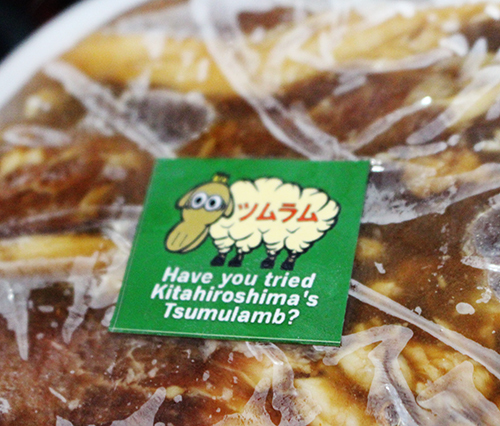 ツムラム
Have you tried
Kitahiroshima's
Tsumulamb?